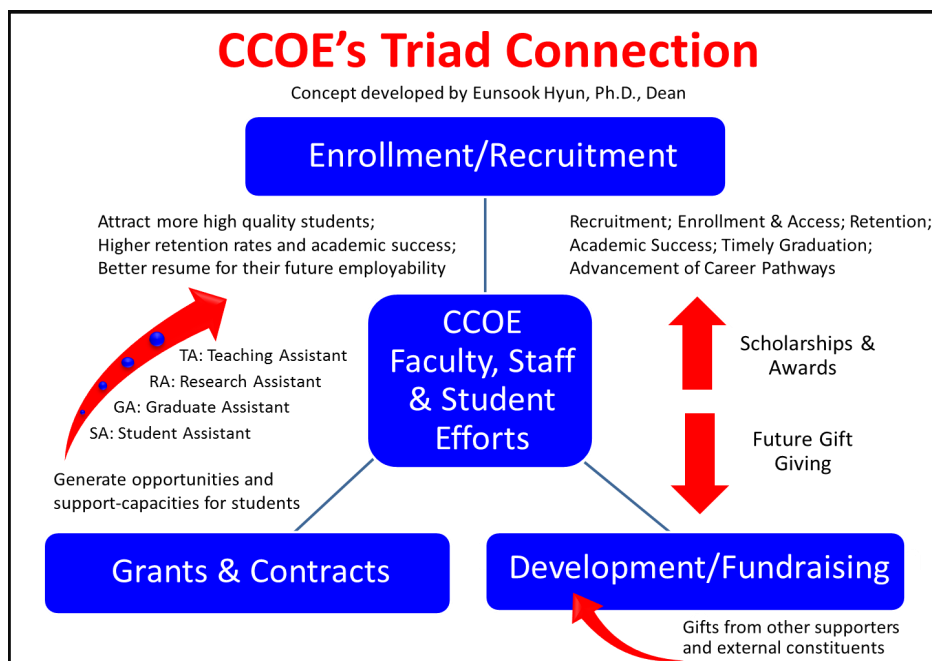 CCOE's Triad Connection
Concept developed by Eunsook Hyun, Ph.D., Dean
Enrollment/Recruitment
Attract more high quality students;
Higher retention rates and academic success;
Better resume for their future employability
Recruitment; Enrollment & Access; Retention;
Academic Success; Timely Graduation;
Advancement of Career Pathways
CCOE
Faculty, Staff
& Student
Efforts
TA: Teaching Assistant
RA: Research Assistant
GA: Graduate Assistant
SA: Student Assistant
Scholarships &
Awards
Future Gift
Giving
Generate opportunities and
support-capacities for students
Grants & Contracts
Development/Fundraising
Gifts from other supporters
and external constituents